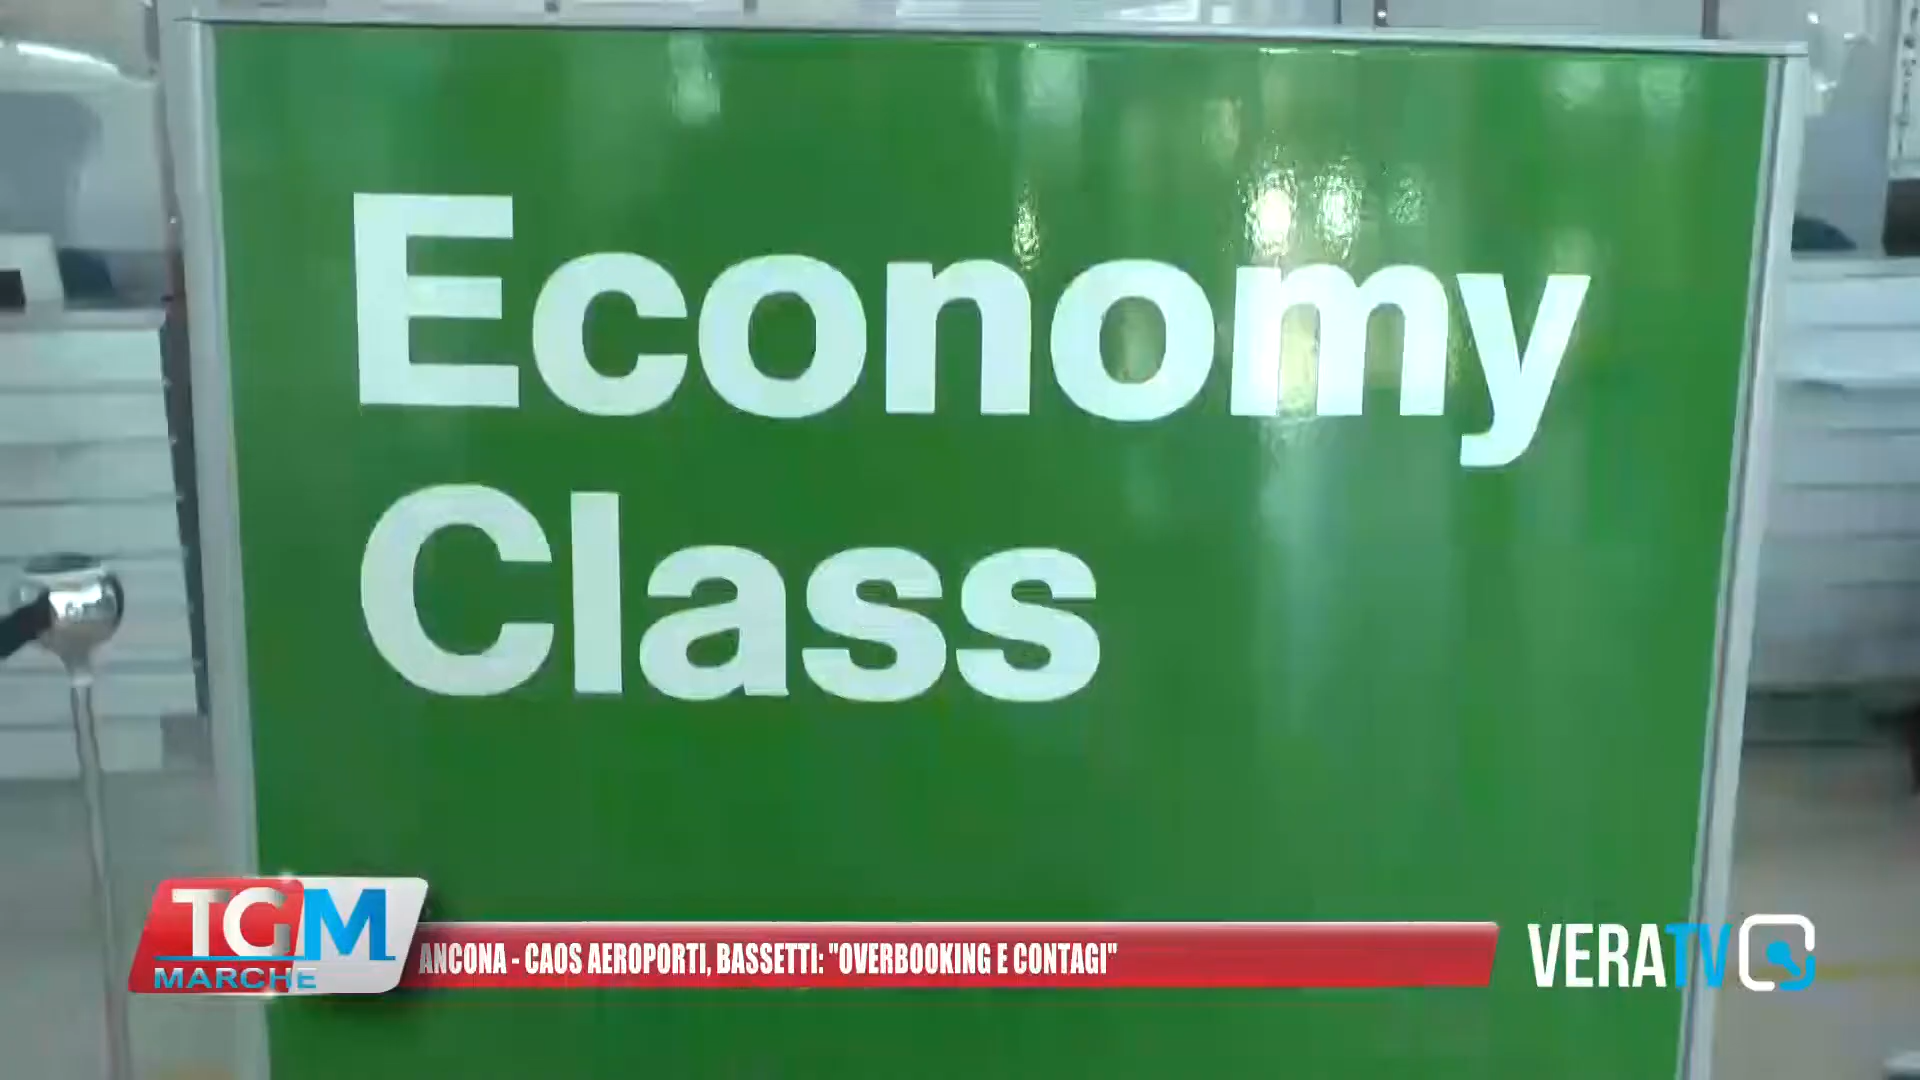 Economy
Class
TGM
MARCHE
ANCONA - CAOS AEROPORTI, BASSETTI: "OVERBOOKING E CONTAGI"
VERATV